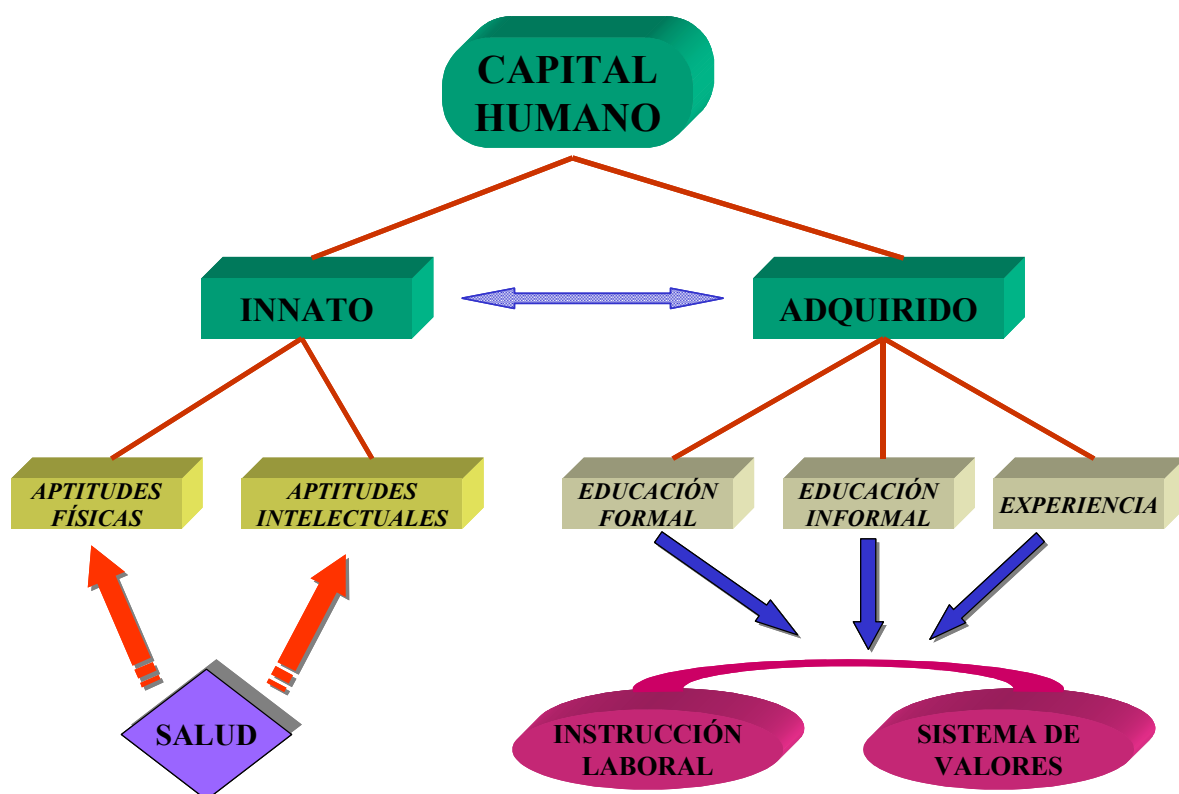 CAPITAL
HUMANO
INNATO
ADQUIRIDO
APTITUDES
FÍSICAS
APTITUDES
INTELECTUALES
EDUCACIÓN
FORMAL
EDUCACIÓN
INFORMAL
EXPERIENCIA
SALUD
INSTRUCCIÓN
LABORAL
SISTEMA DE
VALORES